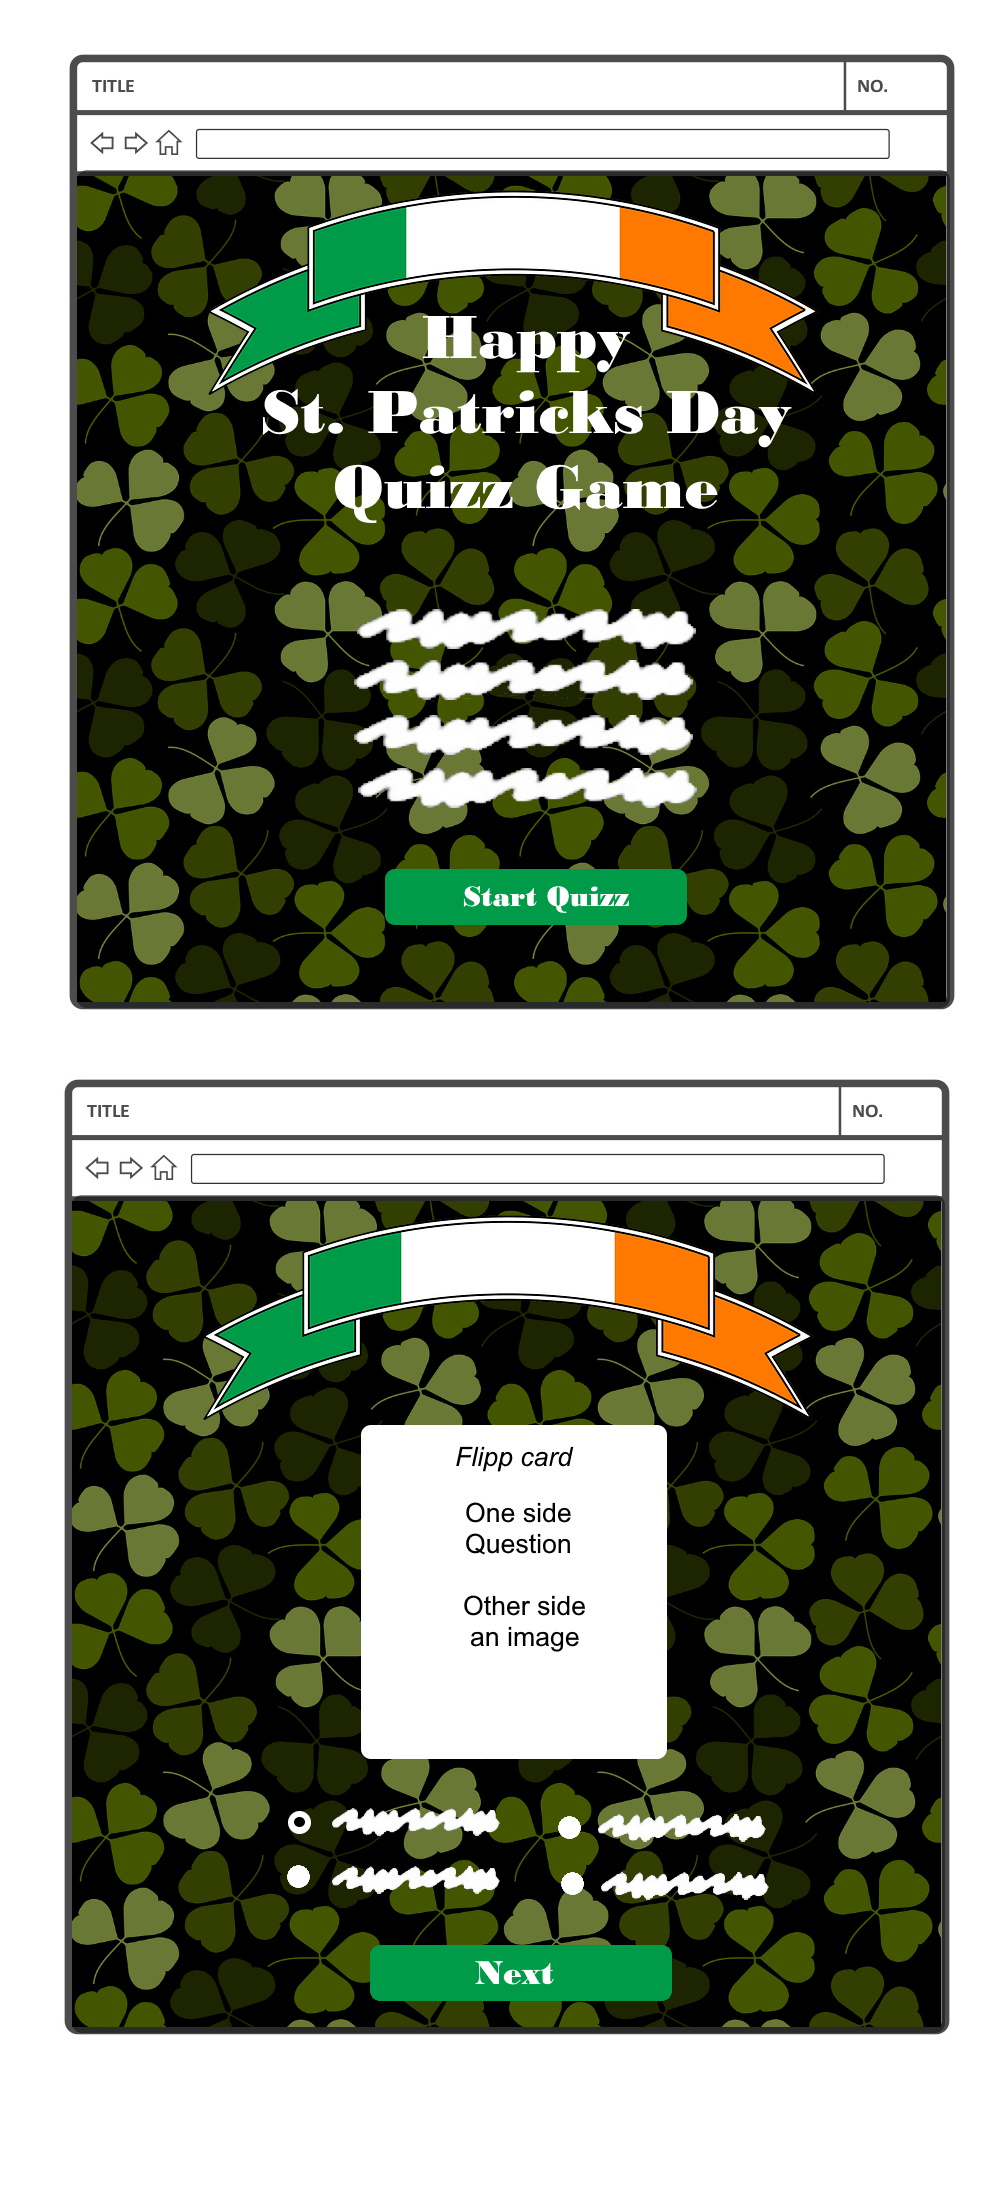 TITLE
NO.
Happy
St. Patricks Day
Quizz Game
Start Quizz
TITLE
NO.
Flipp card
One side
Question
Other side
an image
Next